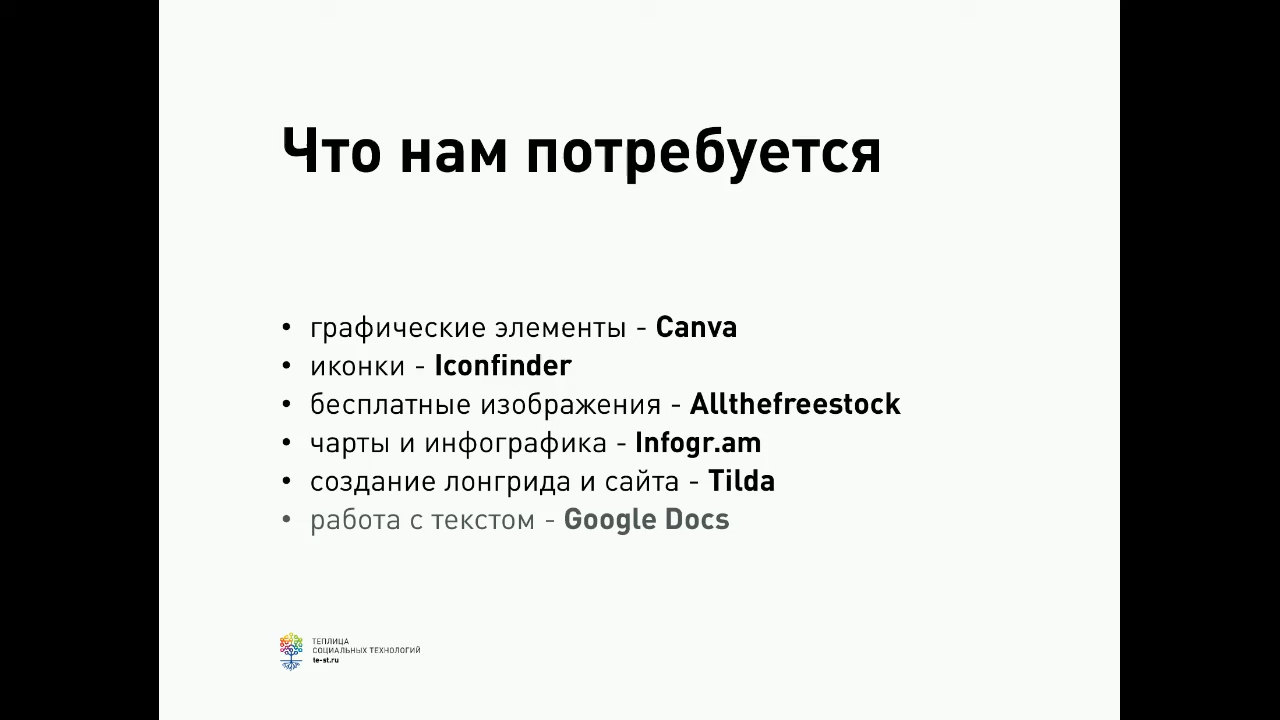 Что нам потребуется
• графические элементы - Canva
• иконки - Iconfinder
• бесплатные изображения - Allthefreestock
• чарты и инфографика - Infogr.am
• создание лонгрида и сайта - Tilda
• работа с текстом - Google Docs
ТЕПЛИЦА
СОЦИАЛЬНЫХ ТЕХНОЛОГИЙ
te-st.ru